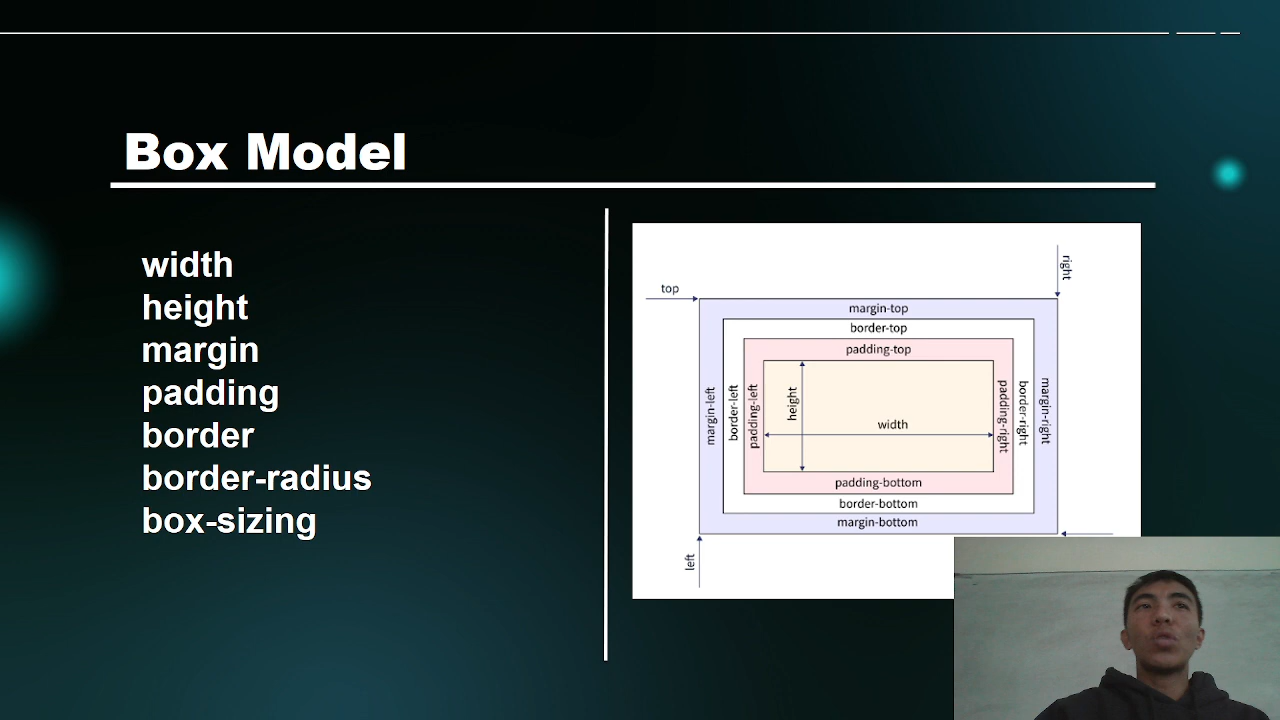 Box Model
width
height
margin
padding
border
border-radius
box-sizing
right
top
margin-top
border-top
padding-top
margin-left
border-left
padding-left
height
width
padding-right
border-right
margin-right
padding-bottom
border-bottom
margin-bottom
left